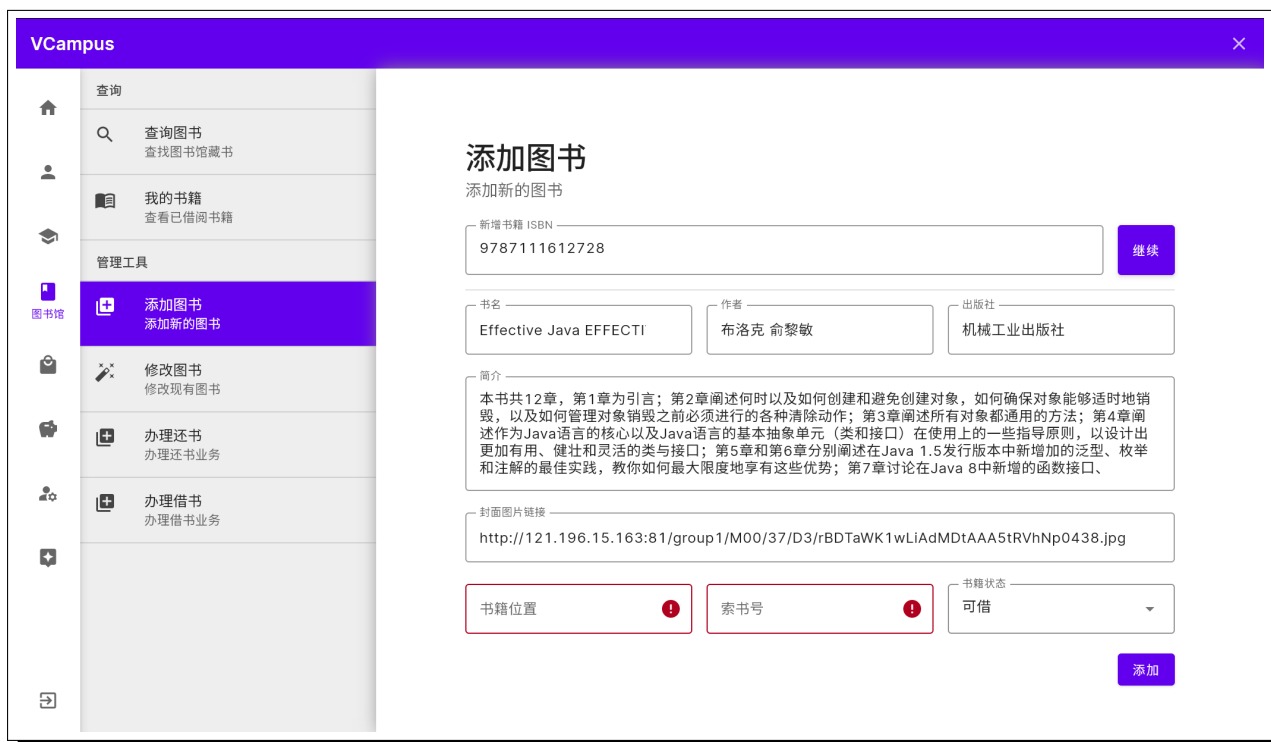 VCampus
查询
查询图书
查找图书馆藏书
我的书籍
查看已借阅书籍
管理工具
添加图书
添加新的图书
修改图书
修改现有图书
办理还书
办理还书业务
办理借书
办理借书业务
图书馆
添加图书
添加新的图书
新增书籍 ISBN
9787111612728
继续
书名
Effective Java EFFECTI
作者
布洛克 俞黎敏
出版社
机械工业出版社
简介
本书共12章，第1章为引言；第2章阐述何时以及如何创建和避免创建对象，如何确保对象能够适时地销
毁，以及如何管理对象销毁之前必须进行的各种清除动作；第3章阐述所有对象都通用的方法；第4章阐
述作为Java语言的核心以及Java语言的基本抽象单元（类和接口）在使用上的一些指导原则，以设计出
更加有用、健壮和灵活的类与接口；第5章和第6章分别阐述在Java 1.5发行版本中新增加的泛型、枚举
和注解的最佳实践，教你如何最大限度地享有这些优势；第7章讨论在Java 8中新增的函数接口、
封面图片链接
http://121.196.15.163:81/group1/M00/37/D3/rBDTaWK1wLiAdMDtAAA5tRVhNp0438.jpg
书籍位置
索书号
书籍状态
可借
添加